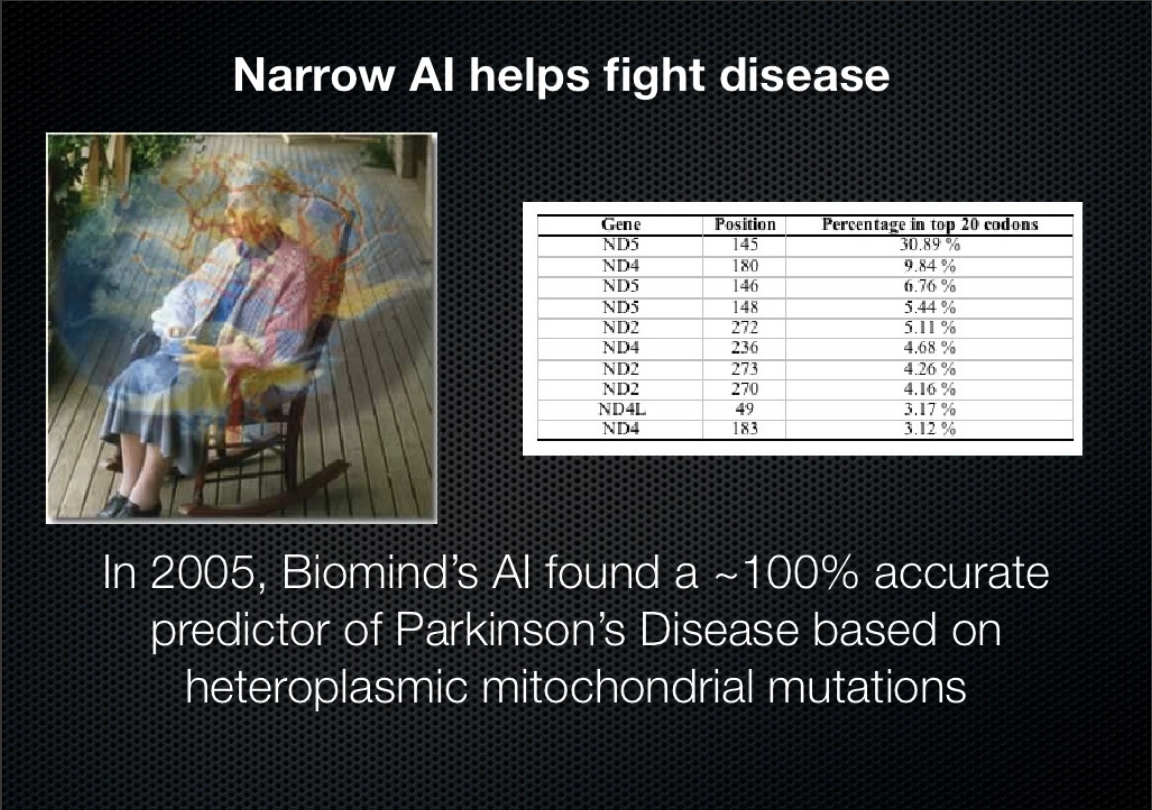 Narrow AI helps fight disease
Gene Position Percentage in top 20 codons
ND5 145 30.89 %
ND4 180 9.84 %
ND5 146 6.76 %
ND5 148 5.44 %
ND2 272 5.11 %
ND4 236 4.68 %
ND2 273 4.26 %
ND2 270 4.16 %
ND4L 49 3.17 %
ND4 183 3.12 %
In 2005, Biomind’s AI found a ~100% accurate
predictor of Parkinson’s Disease based on
heteroplasmic mitochondrial mutations